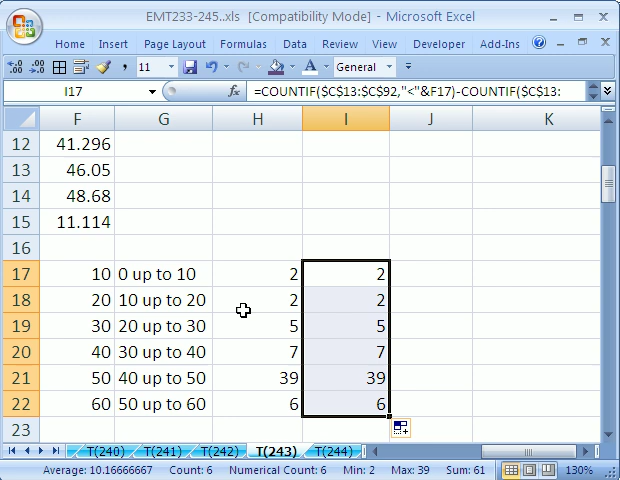 EMT233-245..xls [Compatibility Mode] - Microsoft Excel
Home Insert Page Layout Formulas Data Review View Developer Add-Ins
11 General
I17 fx =COUNTIF($C$13:$C$92,"<"&F17)-COUNTIF($C$13:
F G H I J K
12 41.296
13 46.05
14 48.68
15 11.114
16
17 10 0 up to 10 2 2
18 20 10 up to 20 2 2
19 30 20 up to 30 5 5
20 40 30 up to 40 7 7
21 50 40 up to 50 39 39
22 60 50 up to 60 6 6
23
T(240) T(241) T(242) T(243) T(244)
Average: 10.16666667 Count: 6 Numerical Count: 6 Min: 2 Max: 39 Sum: 61 130%